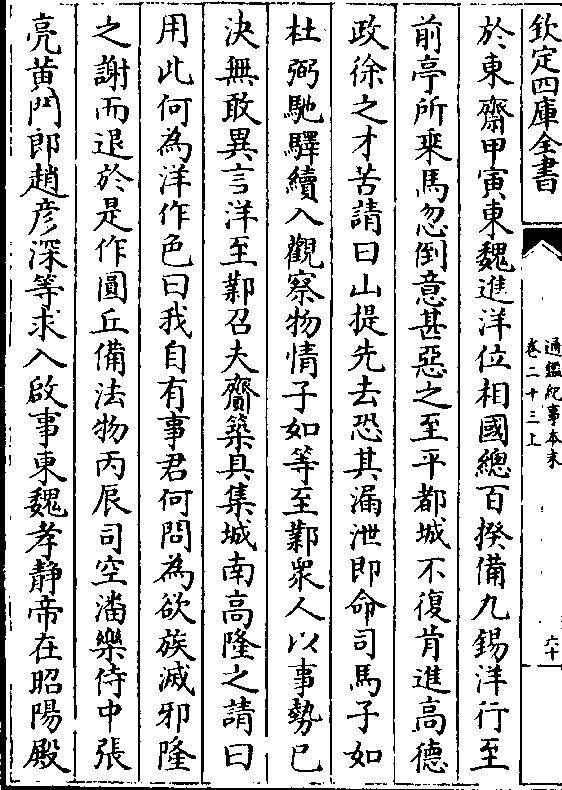 欽定四庫全書
通鑑紀事本末
卷二十三上
六十
於東齋甲寅東魏進洋位相國總百揆備九錫洋行至
前亭所乗馬忽倒意甚惡之至平都城不復肯進髙德
政徐之才苦請曰山提先去恐其漏泄即命司馬子如
杜弼馳驛續入觀察物情子如等至鄴衆人以事勢已
決無敢異言洋至鄴召夫齎築具集城南髙隆之請曰
用此何為洋作色曰我自有事君何問為欲族滅邪隆
之謝而退於是作圜丘備法物丙辰司空潘樂侍中張
亮黄門郎趙彦深等求入啟事東魏孝静帝在昭陽殿